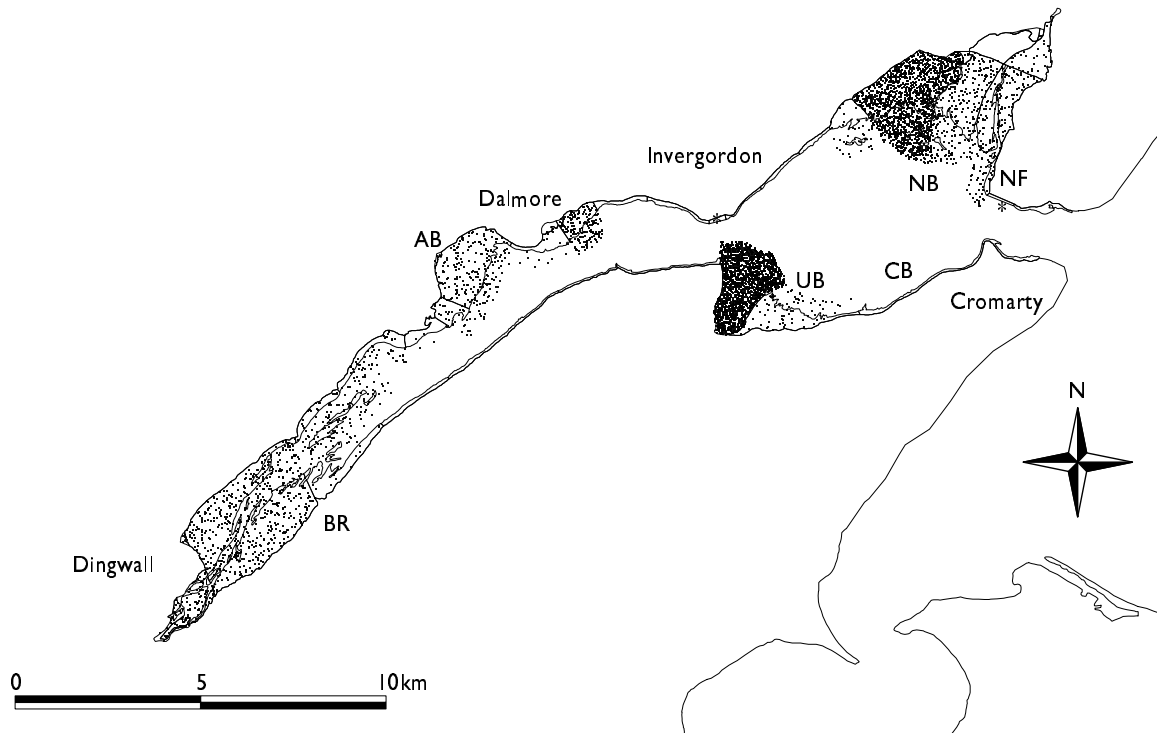 Invergordon
NB
NF
Dalmore
AB
UB
CB
Cromarty
N
BR
Dingwall
0 5 10km